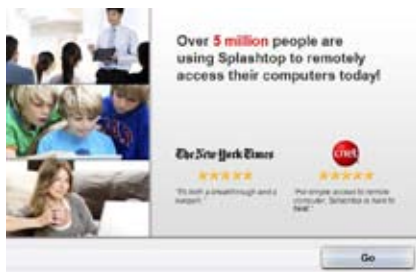 Over 5 million people are
using Splashtop to remotely
access their computers today!
The New York Times
cnet
"It's both a breakthrough and a
bargain."
"For simple access to remote
computer, Splashtop is hard to
beat."
Go